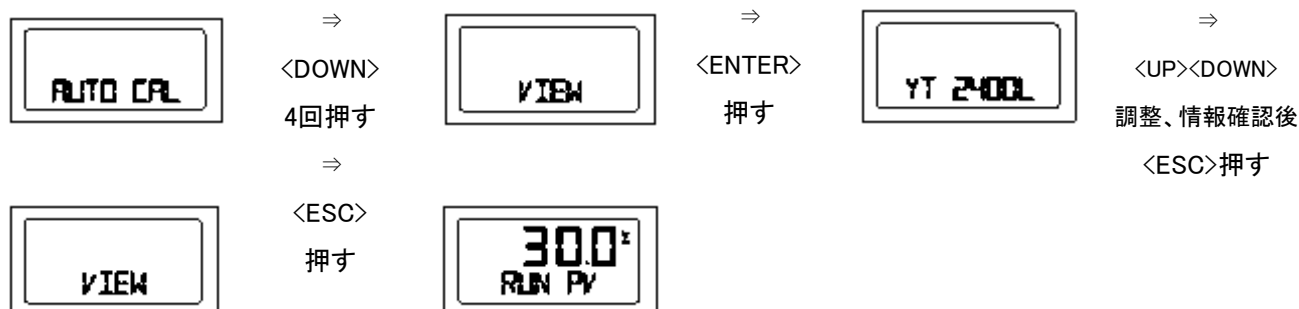 AUTO CAL
⇒
<DOWN>
4回押す
VIEW
⇒
<ENTER>
押す
YT 2400L
⇒
<UP><DOWN>
調整、情報確認後
<ESC>押す
⇒
<ESC>
押す
VIEW
30.0%
RUN PV